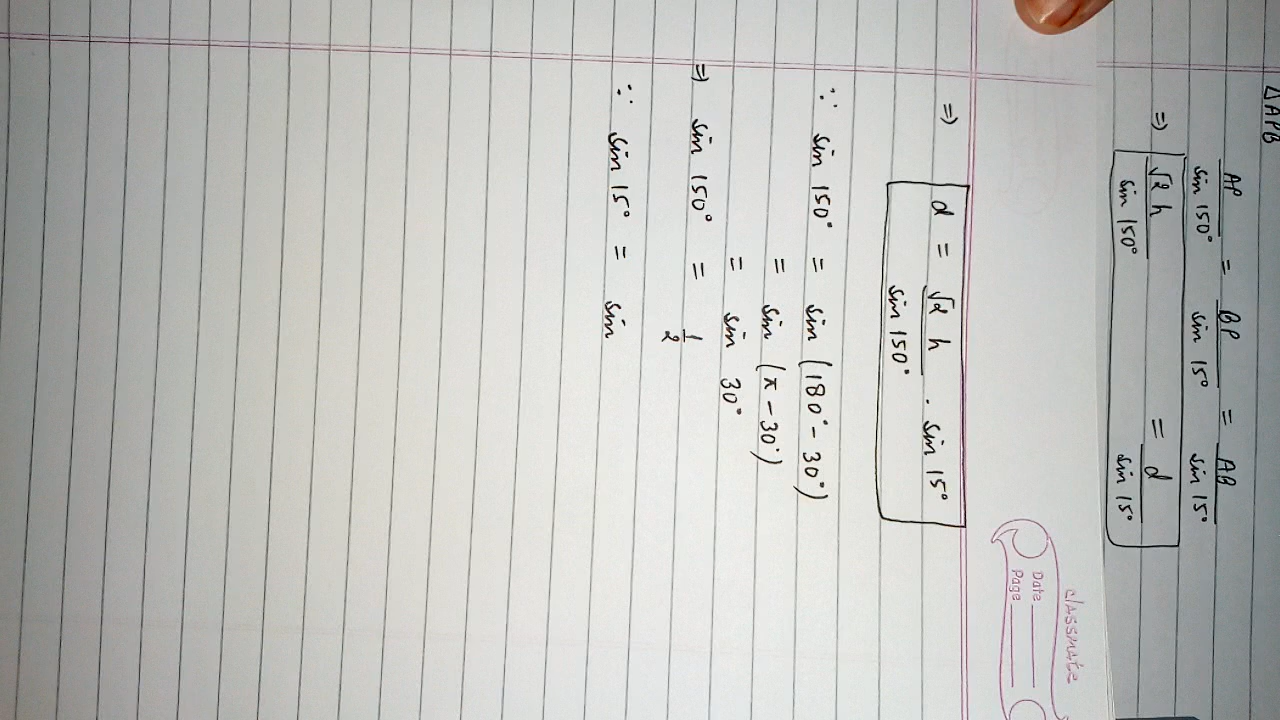 ΔAPB
AP/sin 150° = BP/sin 15° = AB/sin 15°
⇒ √2 h/sin 150° = d/sin 15°
classmate
Date
Page
⇒ d = √2 h/sin 150° . sin 15°
∵ sin 150° = sin (180° - 30°)
= sin (π - 30°)
= sin 30°
⇒ sin 150° = 1/2
∵ sin 15° = sin